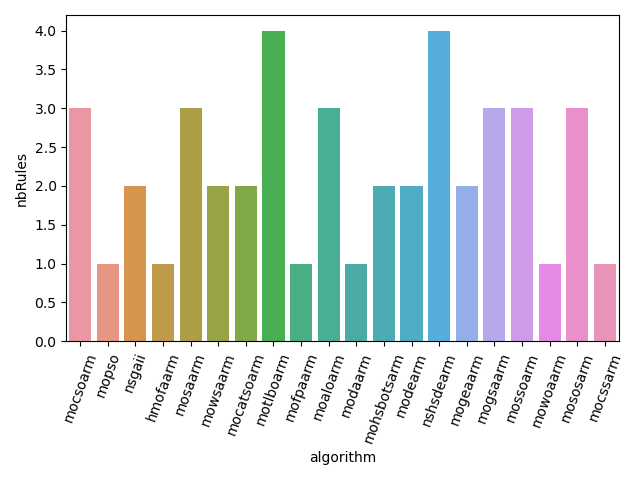 4.0
3.5
3.0
2.5
2.0
1.5
1.0
0.5
0.0
nbRules
mocsoarm
mopso
nsgaii
hmofaarm
mosaarm
mowsaarm
mocatsoarm
motlboarm
mofpaarm
moaloarm
modaarm
mohsbotsarm
modearm
nshsdearm
mogeaarm
mogsaarm
mossoarm
mowoaarm
mososarm
mocssarm
algorithm